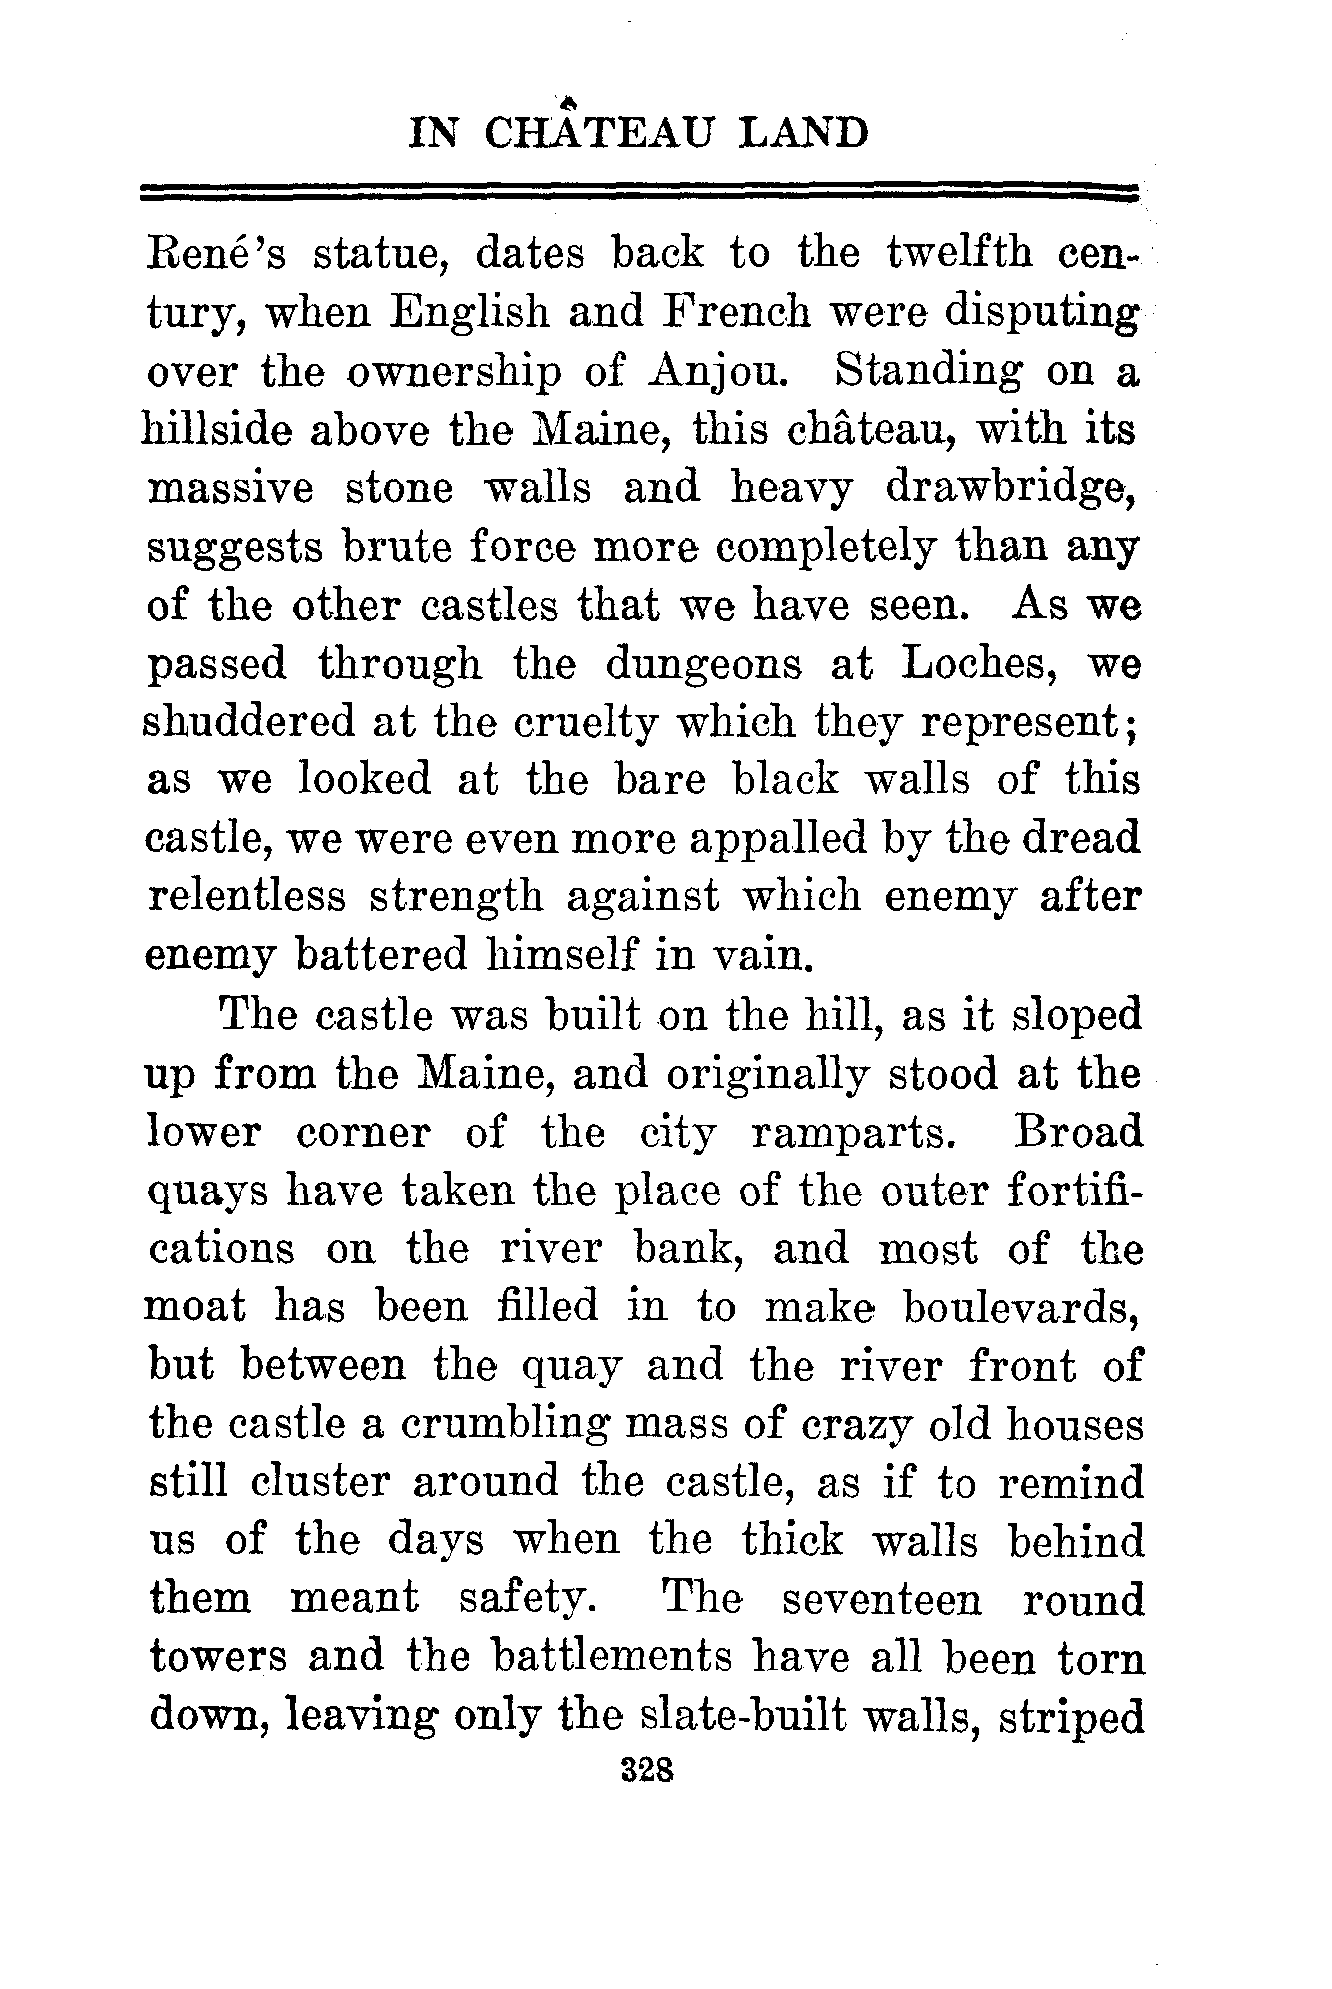 IN CHÂTEAU LAND
René's statue, dates back to the twelfth cen-
tury, when English and French were disputing
over the ownership of Anjou. Standing on a
hillside above the Maine, this château, with its
massive stone walls and heavy drawbridge,
suggests brute force more completely than any
of the other castles that we have seen. As we
passed through the dungeons at Loches, we
shuddered at the cruelty which they represent;
as we looked at the bare black walls of this
castle, we were even more appalled by the dread
relentless strength against which enemy after
enemy battered himself in vain.
The castle was built on the hill, as it sloped
up from the Maine, and originally stood at the
lower corner of the city ramparts. Broad
quays have taken the place of the outer fortifi-
cations on the river bank, and most of the
moat has been filled in to make boulevards,
but between the quay and the river front of
the castle a crumbling mass of crazy old houses
still cluster around the castle, as if to remind
us of the days when the thick walls behind
them meant safety. The seventeen round
towers and the battlements have all been torn
down, leaving only the slate-built walls, striped
328